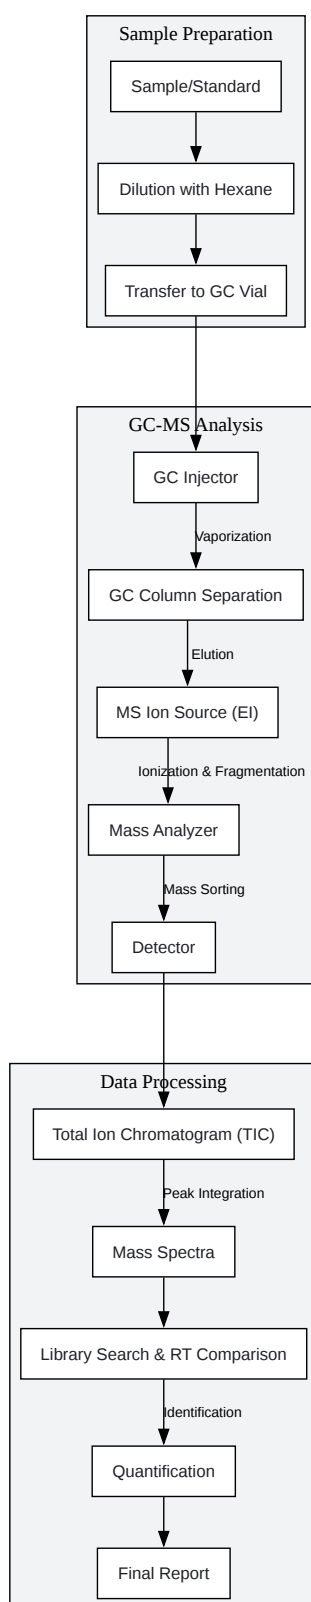 Sample Preparation
Sample/Standard
Dilution with Hexane
Transfer to GC Vial
GC-MS Analysis
GC Injector
Vaporization
GC Column Separation
Elution
MS Ion Source (EI)
Ionization & Fragmentation
Mass Analyzer
Mass Sorting
Detector
Data Processing
Total Ion Chromatogram (TIC)
Peak Integration
Mass Spectra
Library Search & RT Comparison
Identification
Quantification
Final Report